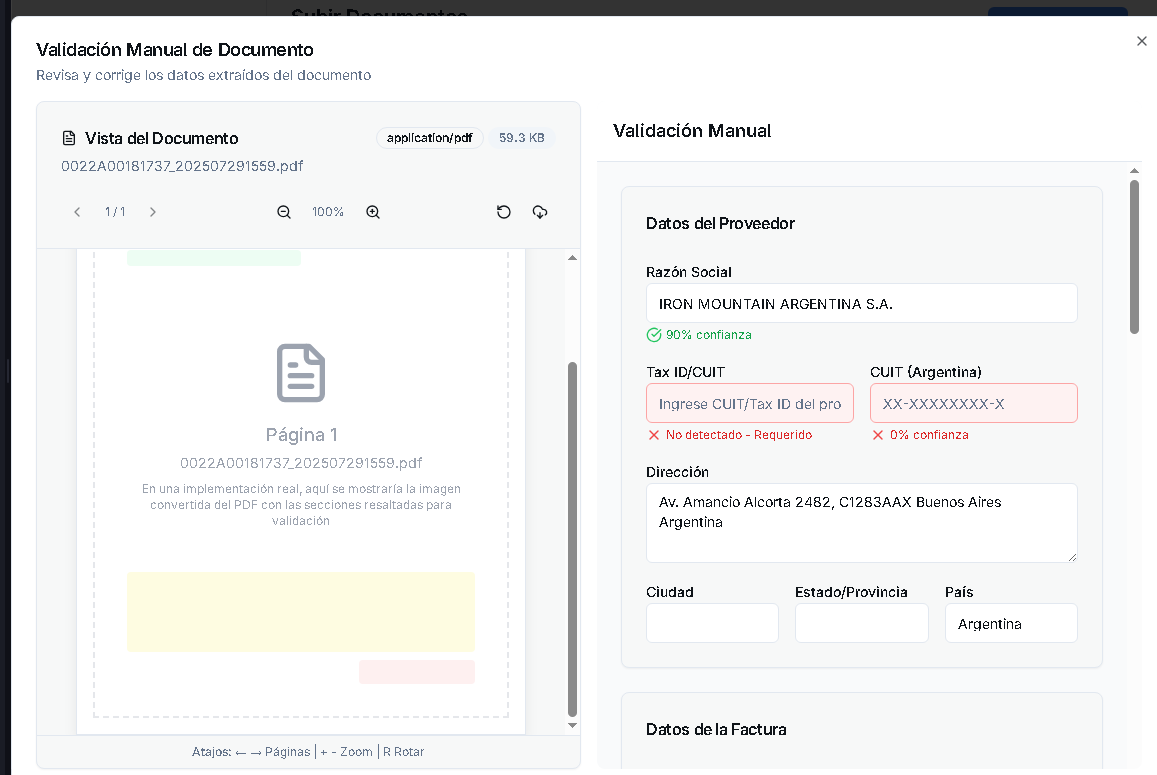 Subir Documentos
Validación Manual de Documento
Revisa y corrige los datos extraídos del documento
Vista del Documento
application/pdf
59.3 KB
0022A00181737_202507291559.pdf
1 / 1
100%
Página 1
0022A00181737_202507291559.pdf
En una implementación real, aquí se mostraría la imagen
convertida del PDF con las secciones resaltadas para
validación
Atajos: ← → Páginas | + - Zoom | R Rotar
Validación Manual
Datos del Proveedor
Razón Social
IRON MOUNTAIN ARGENTINA S.A.
90% confianza
Tax ID/CUIT
CUIT (Argentina)
Ingrese CUIT/Tax ID del pro
XX-XXXXXXXX-X
No detectado - Requerido
0% confianza
Dirección
Av. Amancio Alcorta 2482, C1283AAX Buenos Aires
Argentina
Ciudad
Estado/Provincia
País
Argentina
Datos de la Factura